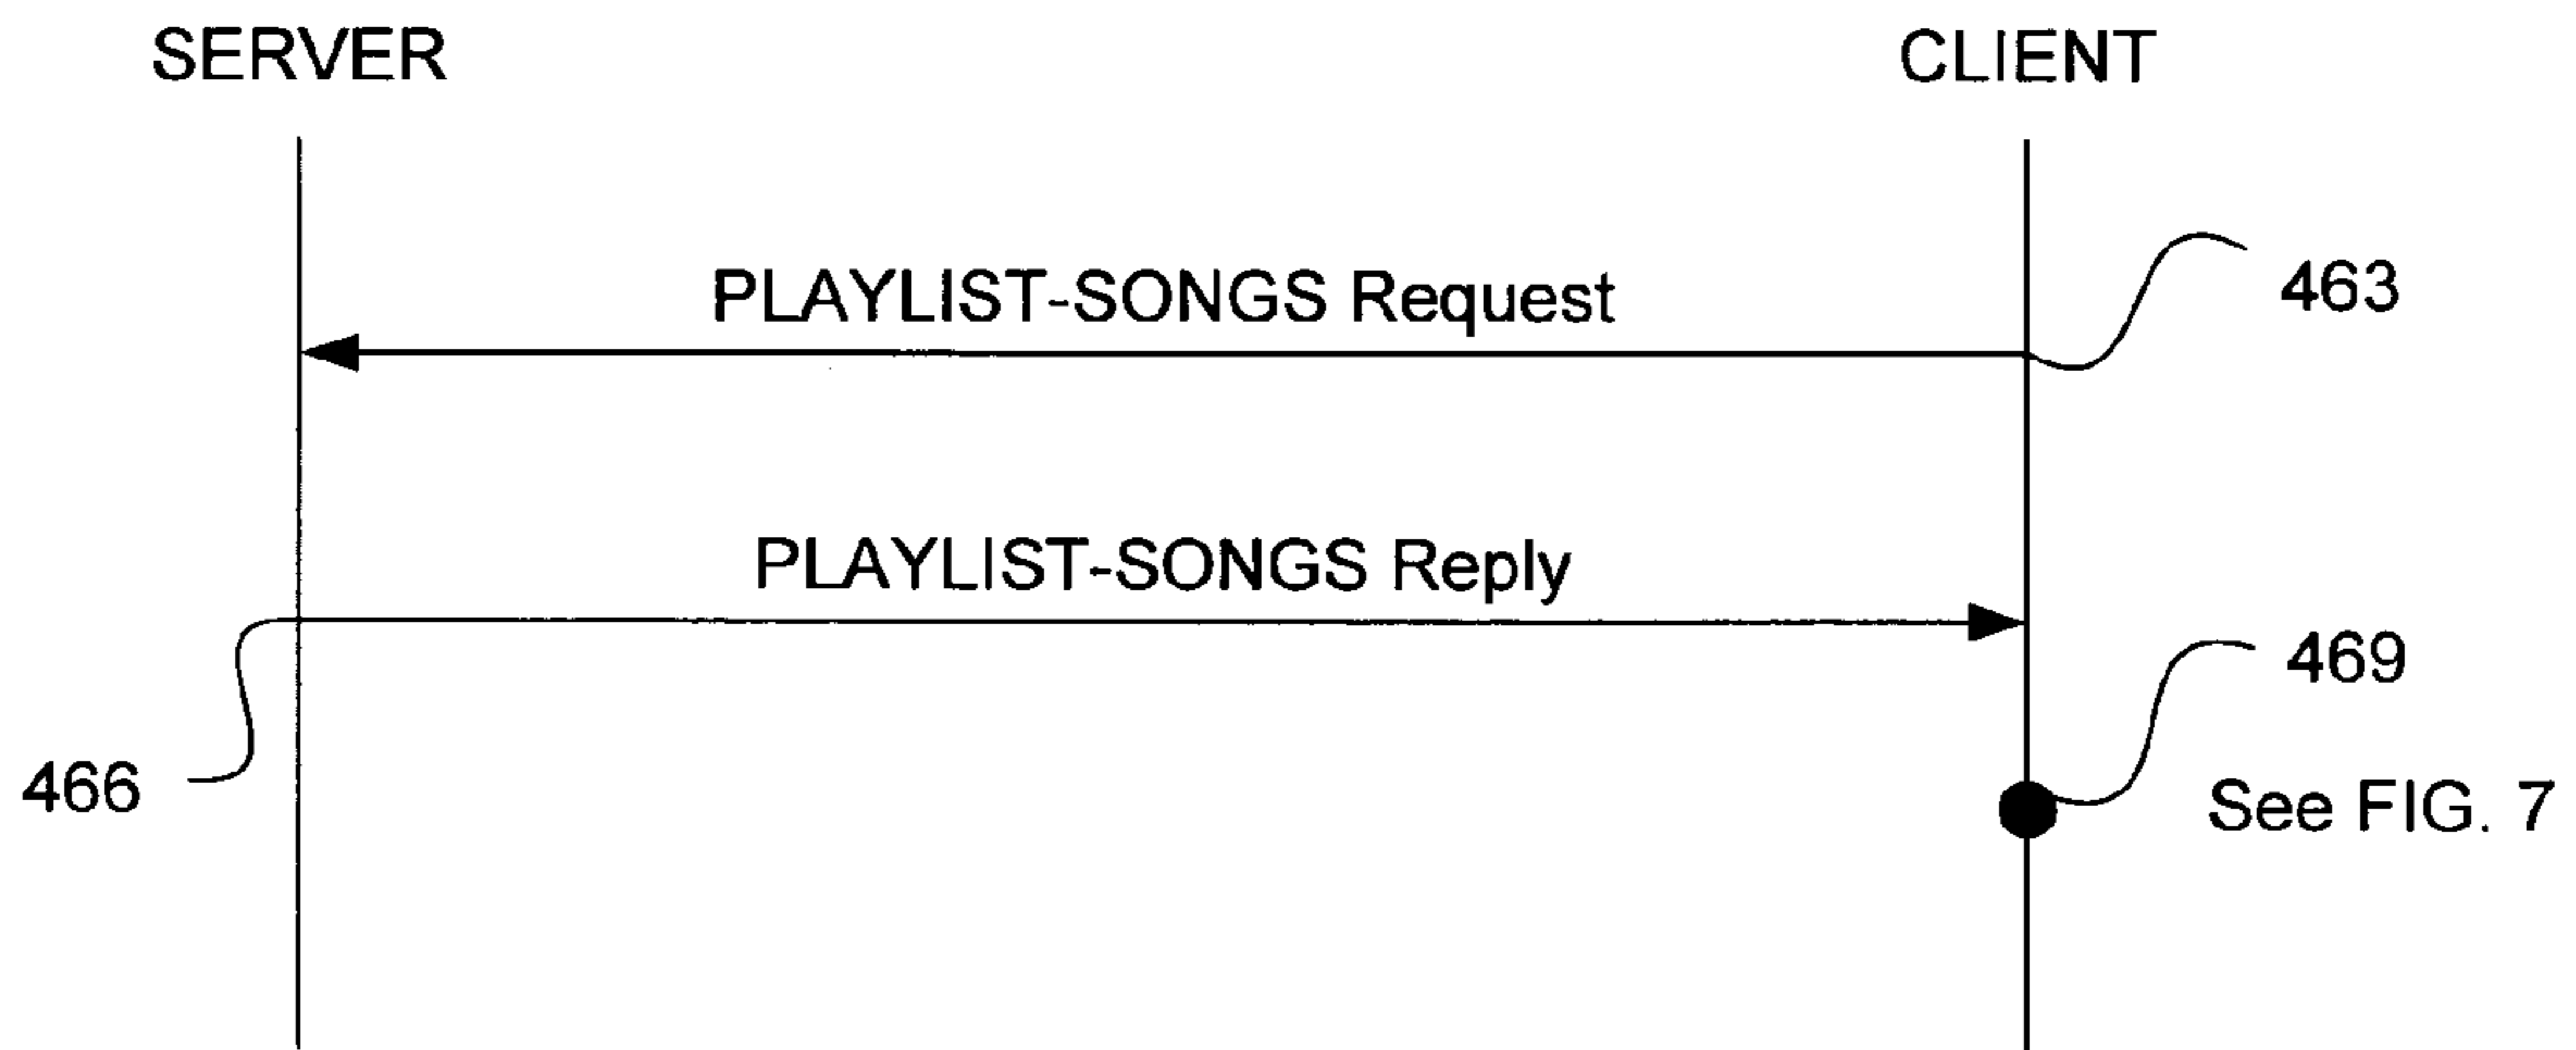 SERVER
CLIENT
PLAYLIST-SONGS Request
463
PLAYLIST-SONGS Reply
469
466
See FIG. 7